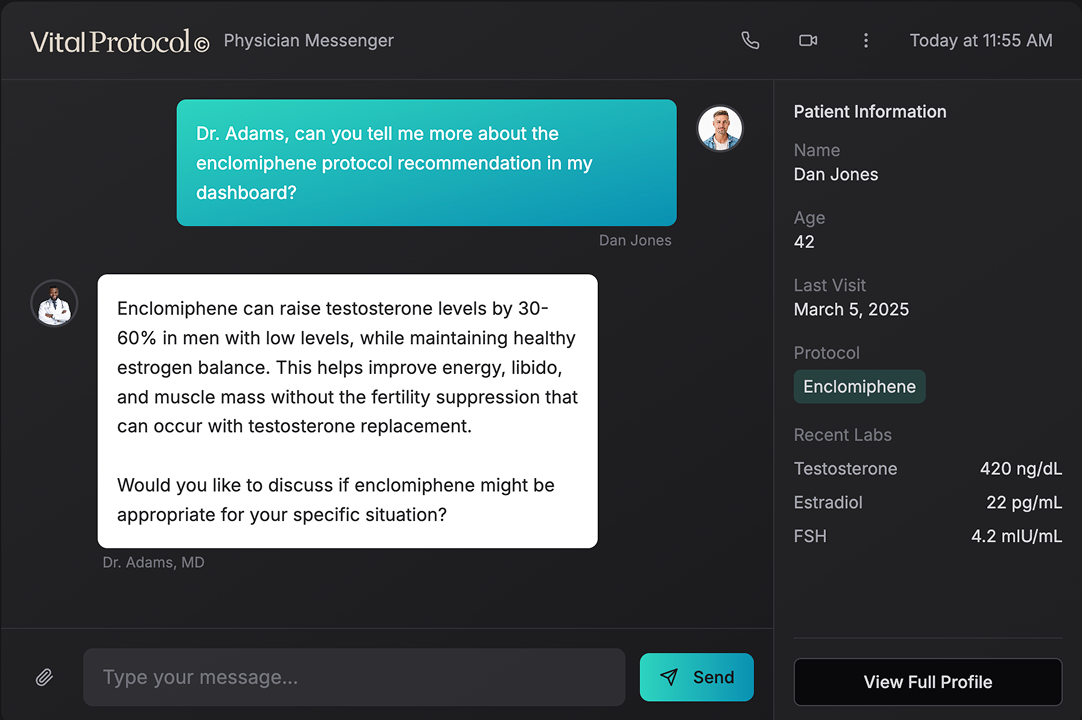 Vital Protocol © Physician Messenger
Today at 11:55 AM
Dr. Adams, can you tell me more about the
enclomiphene protocol recommendation in my
dashboard?
Dan Jones
Enclomiphene can raise testosterone levels by 30-
60% in men with low levels, while maintaining healthy
estrogen balance. This helps improve energy, libido,
and muscle mass without the fertility suppression that
can occur with testosterone replacement.
Would you like to discuss if enclomiphene might be
appropriate for your specific situation?
Dr. Adams, MD
Type your message...
Send
Patient Information
Name
Dan Jones
Age
42
Last Visit
March 5, 2025
Protocol
Enclomiphene
Recent Labs
Testosterone 420 ng/dL
Estradiol 22 pg/mL
FSH 4.2 mIU/mL
View Full Profile